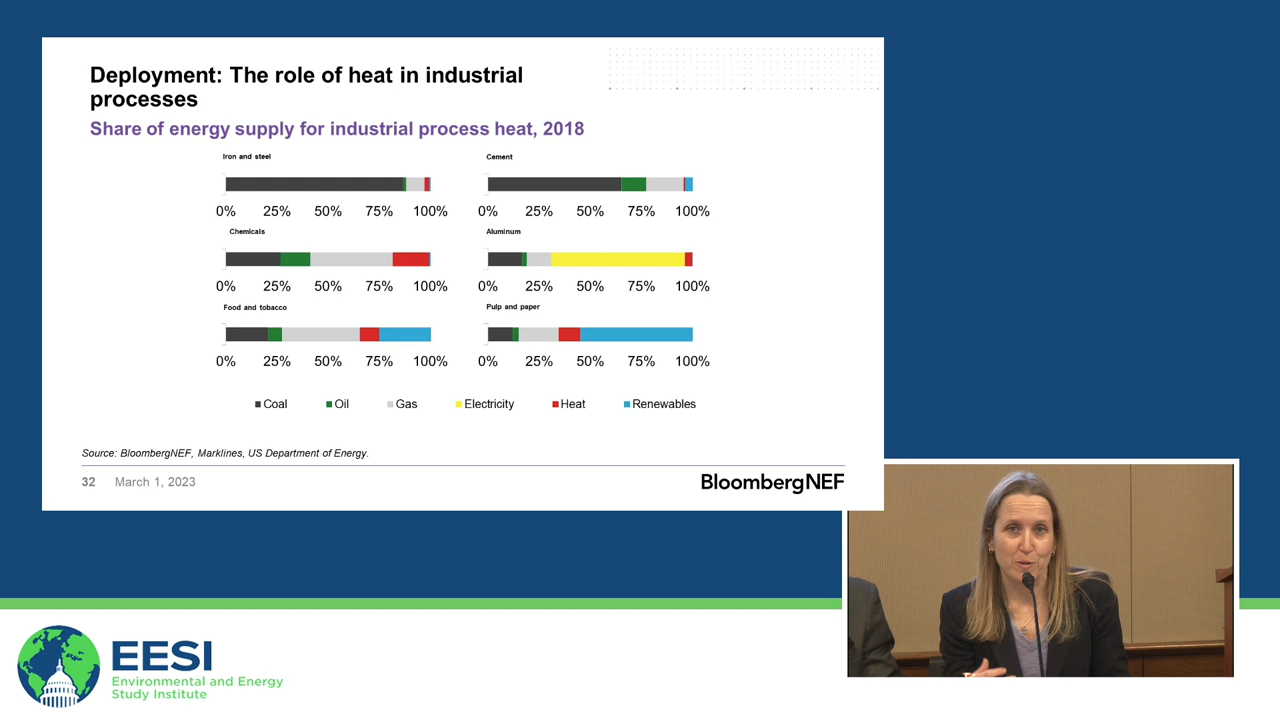 Deployment: The role of heat in industrial
processes
Share of energy supply for industrial process heat, 2018
Iron and steel
0% 25% 50% 75% 100%
Cement
0% 25% 50% 75% 100%
Chemicals
0% 25% 50% 75% 100%
Aluminum
0% 25% 50% 75% 100%
Food and tobacco
0% 25% 50% 75% 100%
Pulp and paper
0% 25% 50% 75% 100%
Coal Oil Gas Electricity Heat Renewables
Source: BloombergNEF, Marklines, US Department of Energy.
32 March 1, 2023
BloombergNEF
EESI
Environmental and Energy
Study Institute